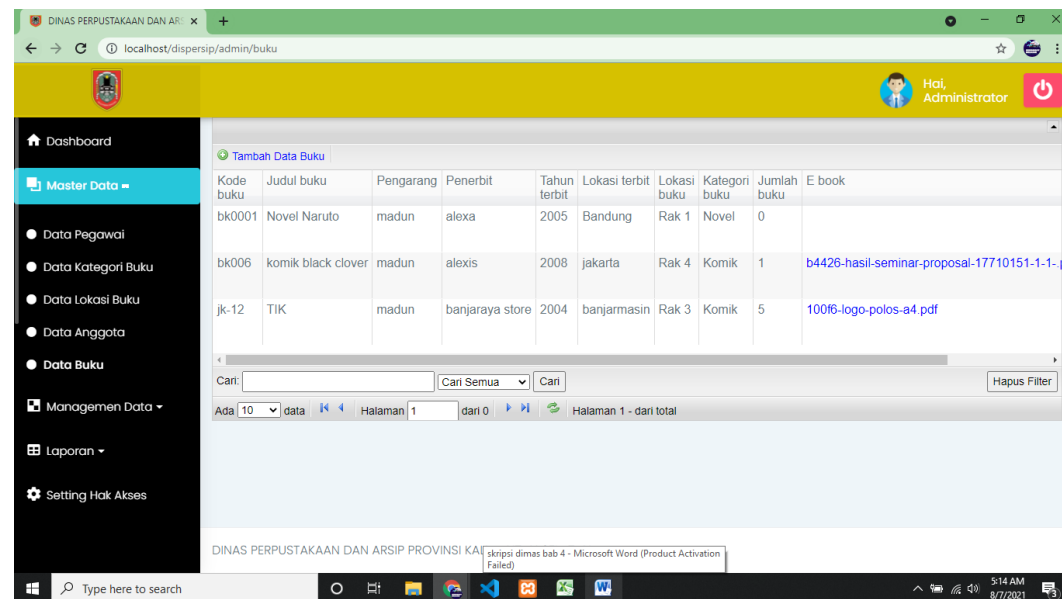 DINAS PERPUSTAKAAN DAN ARS
localhost/dispersip/admin/buku
Hai,
Administrator
Dashboard
Master Data
Data Pegawai
Data Kategori Buku
Data Lokasi Buku
Data Anggota
Data Buku
Managemen Data
Laporan
Setting Hak Akses
Tambah Data Buku
Kode buku Judul buku Pengarang Penerbit Tahun terbit Lokasi terbit Lokasi buku Kategori buku Jumlah buku E book
bk0001 Novel Naruto madun alexa 2005 Bandung Rak 1 Novel 0
bk006 komik black clover madun alexis 2008 jakarta Rak 4 Komik 1 b4426-hasil-seminar-proposal-17710151-1-1-.p
jk-12 TIK madun banjaraya store 2004 banjarmasin Rak 3 Komik 5 100f6-logo-polos-a4.pdf
Cari: Cari Semua Cari Hapus Filter
Ada 10 data Halaman 1 dari 0 Halaman 1 - dari total
DINAS PERPUSTAKAAN DAN ARSIP PROVINSI KAL
skripsi dimas bab 4 - Microsoft Word (Product Activation
Failed)
Type here to search
5:14 AM
8/7/2021